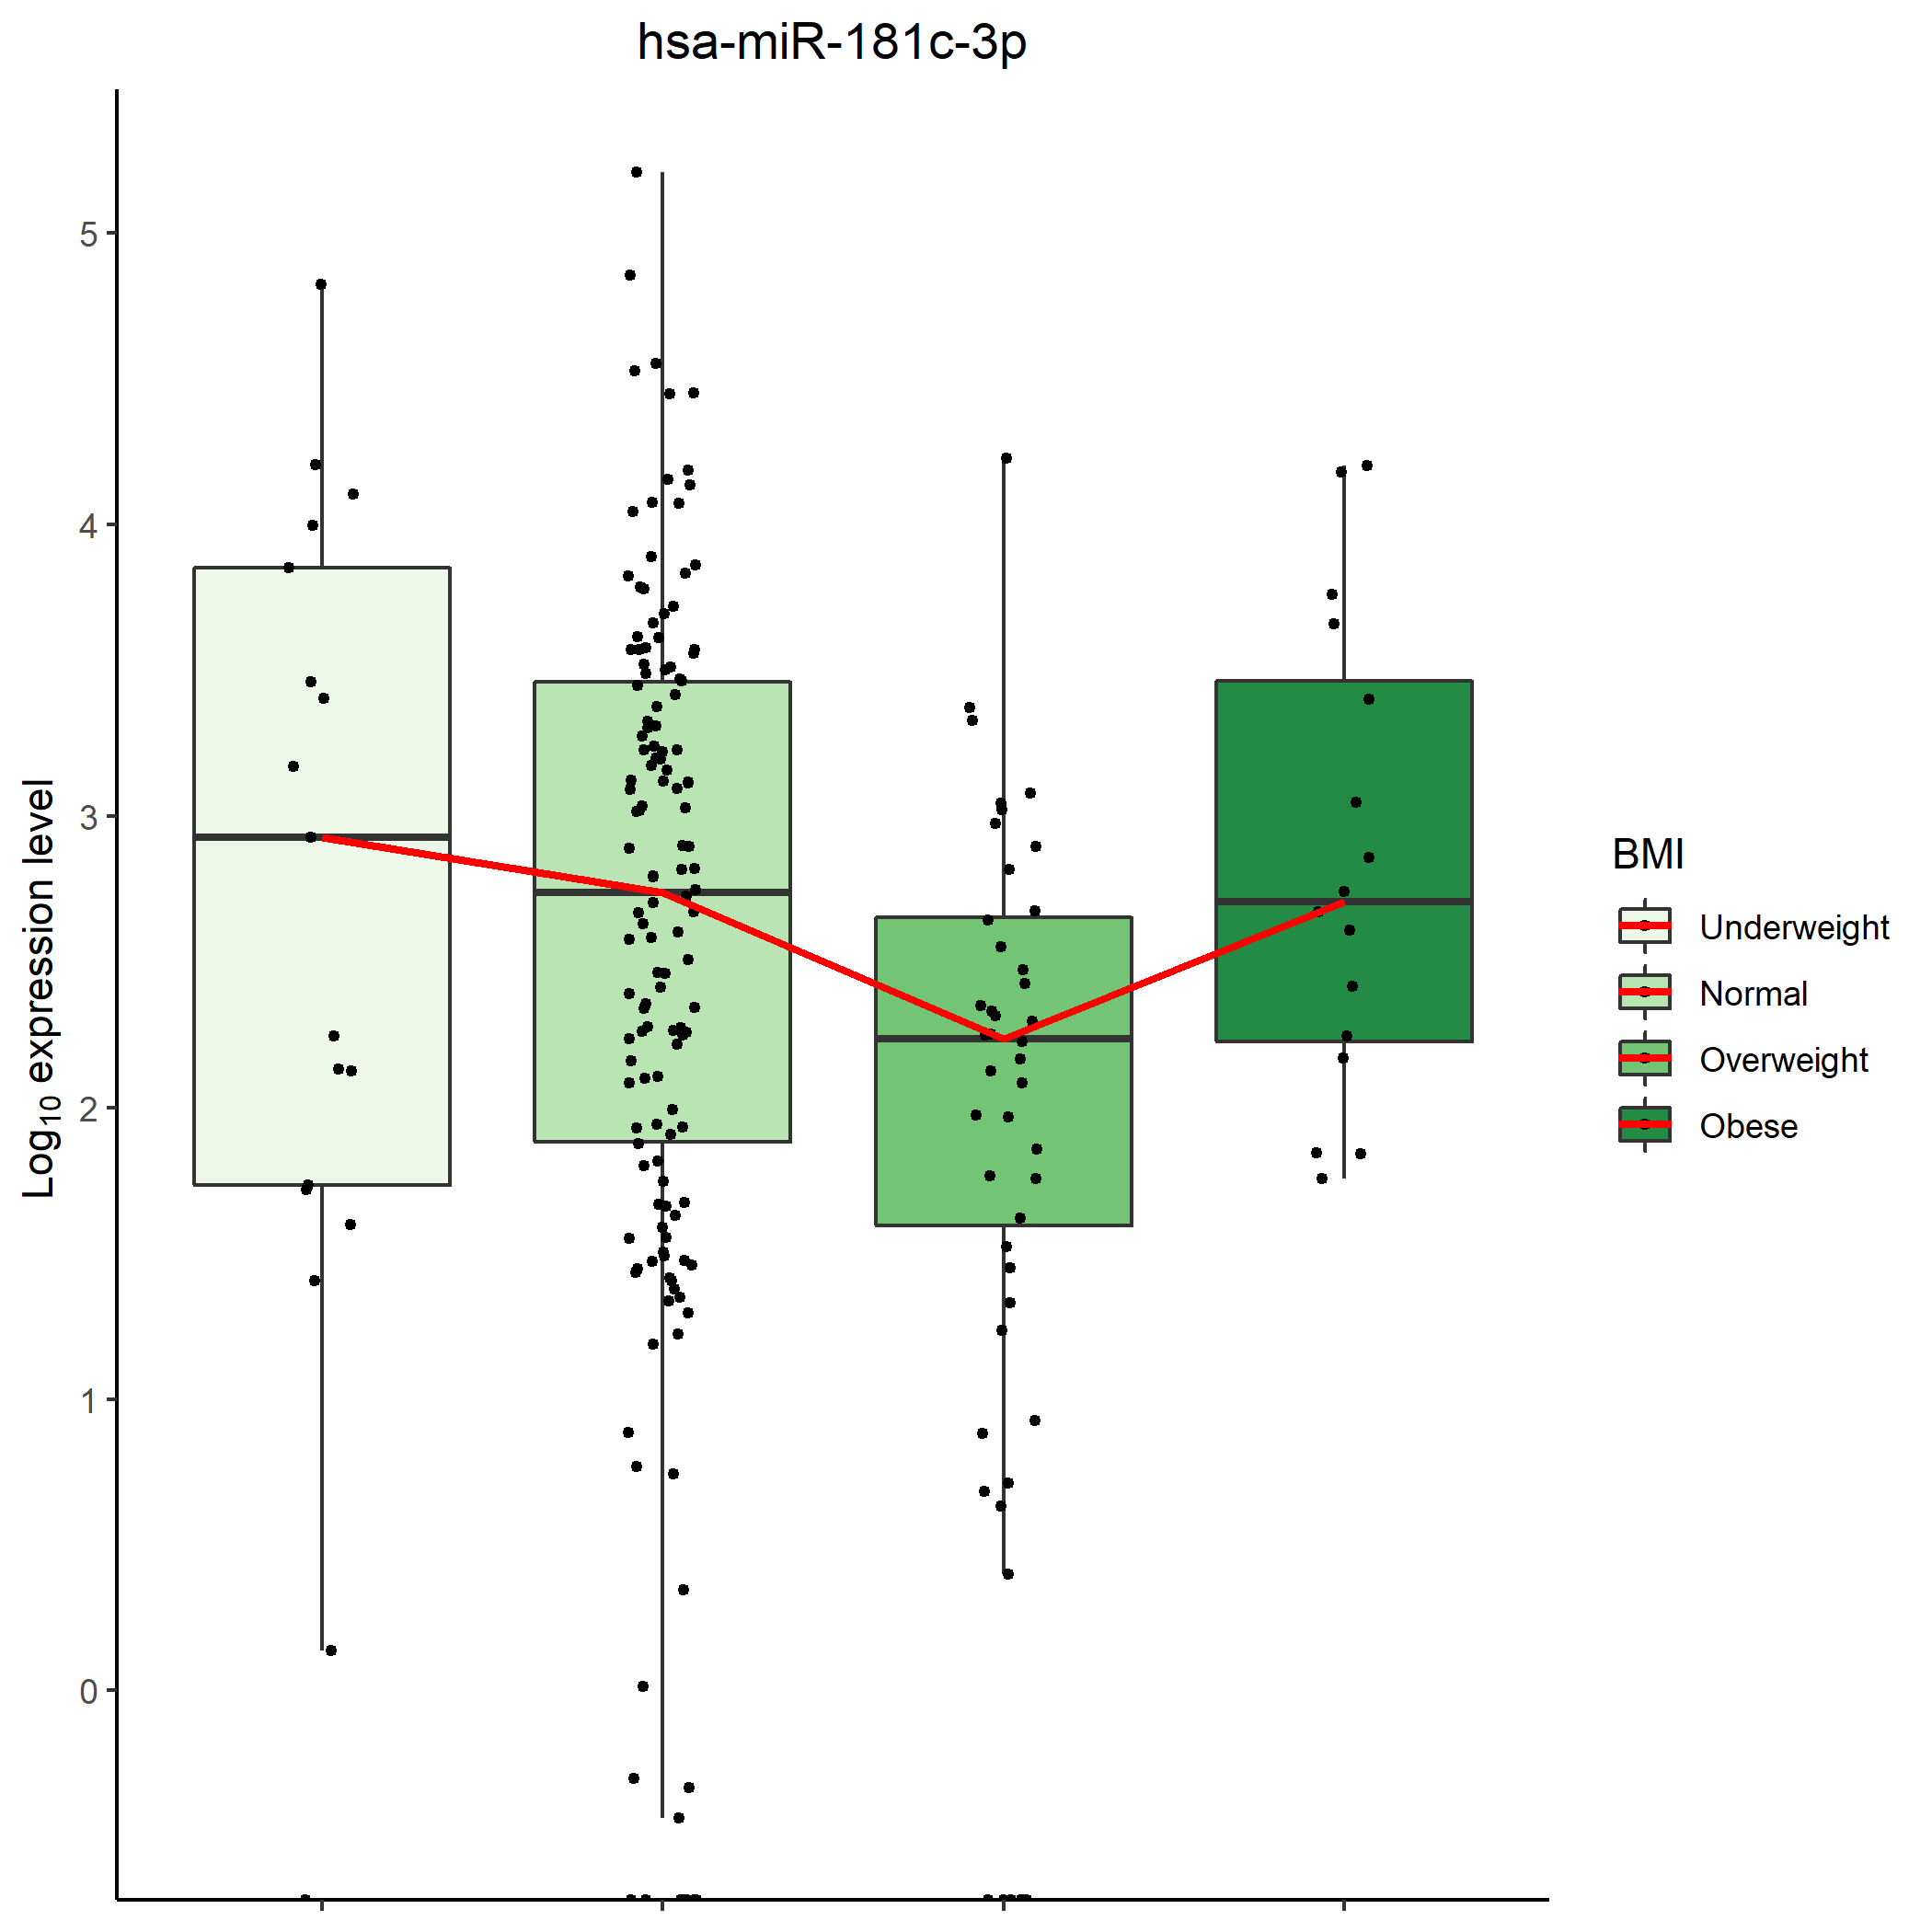 hsa-miR-181c-3p
Log₁₀ expression level
5
4
3
2
1
0
BMI
Underweight
Normal
Overweight
Obese